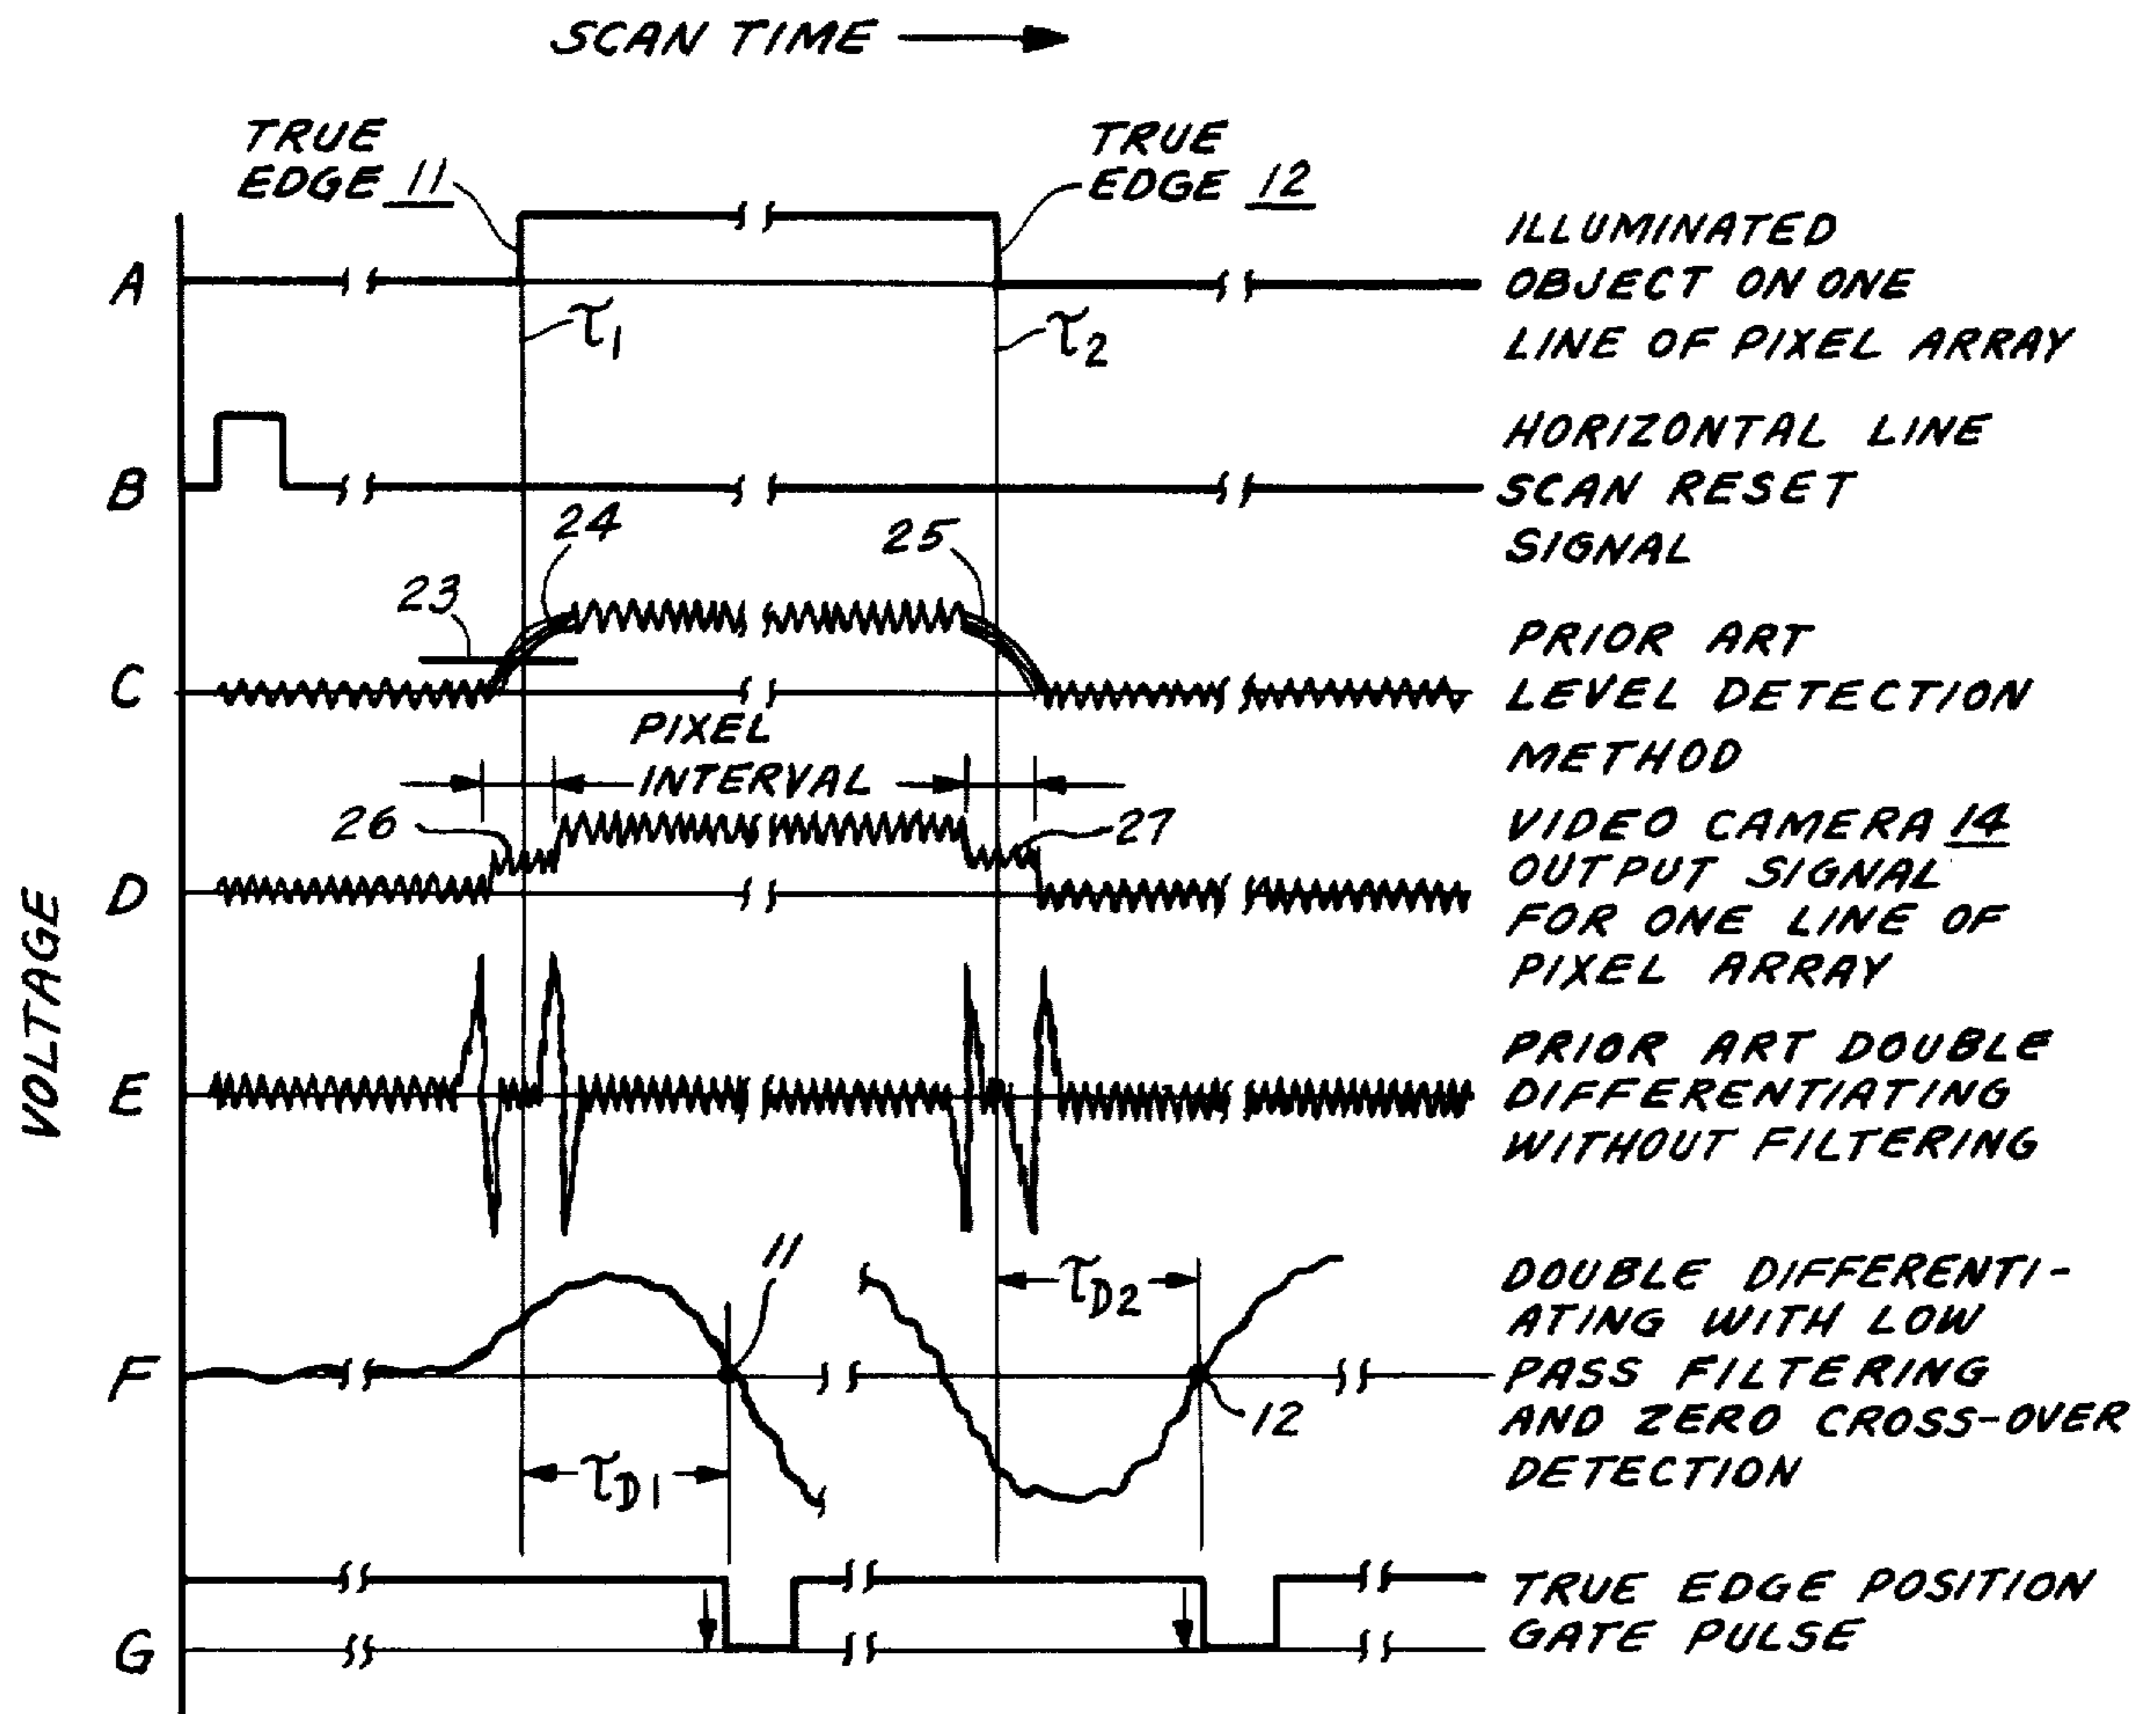 SCAN TIME
TRUE
EDGE 11
TRUE
EDGE 12
A
ILLUMINATED
OBJECT ON ONE
LINE OF PIXEL ARRAY
τ1
τ2
B
HORIZONTAL LINE
SCAN RESET
SIGNAL
24
25
23
C
PRIOR ART
LEVEL DETECTION
METHOD
PIXEL
INTERVAL
26
27
D
VIDEO CAMERA 14
OUTPUT SIGNAL
FOR ONE LINE OF
PIXEL ARRAY
VOLTAGE
E
PRIOR ART DOUBLE
DIFFERENTIATING
WITHOUT FILTERING
11
τD2
F
12
τD1
DOUBLE DIFFERENTI-
ATING WITH LOW
PASS FILTERING
AND ZERO CROSS-OVER
DETECTION
G
TRUE EDGE POSITION
GATE PULSE